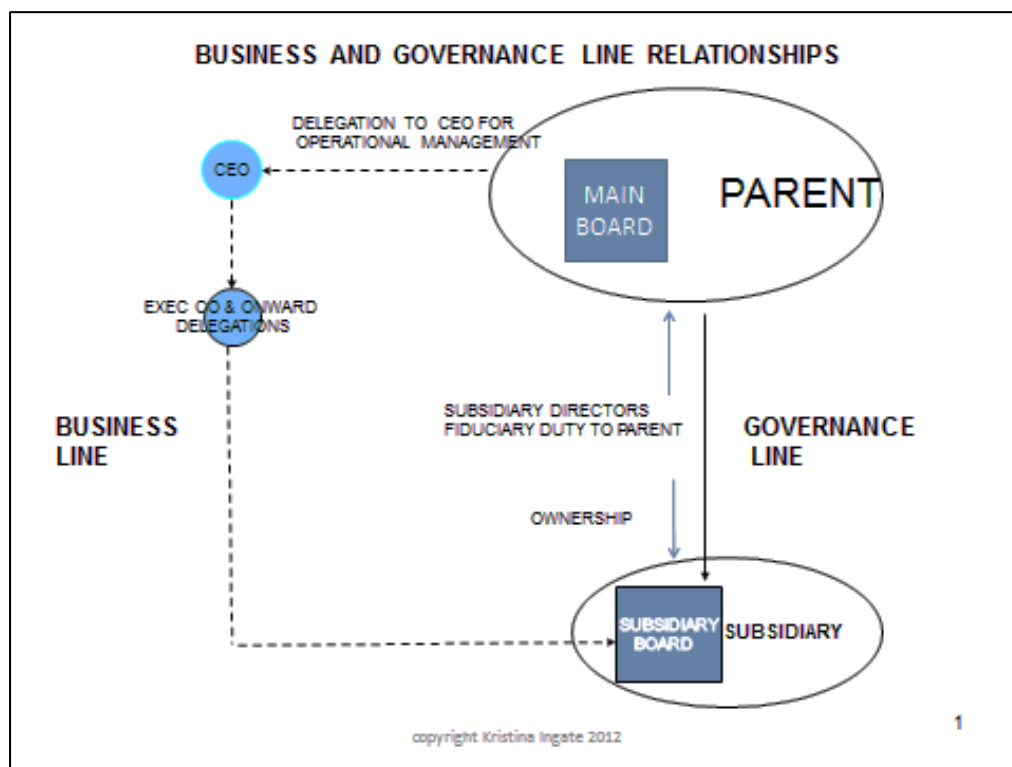 BUSINESS AND GOVERNANCE LINE RELATIONSHIPS
DELEGATION TO CEO FOR
OPERATIONAL MANAGEMENT
CEO
MAIN
BOARD
PARENT
EXEC CO & ONWARD
DELEGATIONS
BUSINESS
LINE
SUBSIDIARY DIRECTORS
FIDUCIARY DUTY TO PARENT
GOVERNANCE
LINE
OWNERSHIP
SUBSIDIARY
BOARD
SUBSIDIARY
copyright Kristina Ingate 2012
1